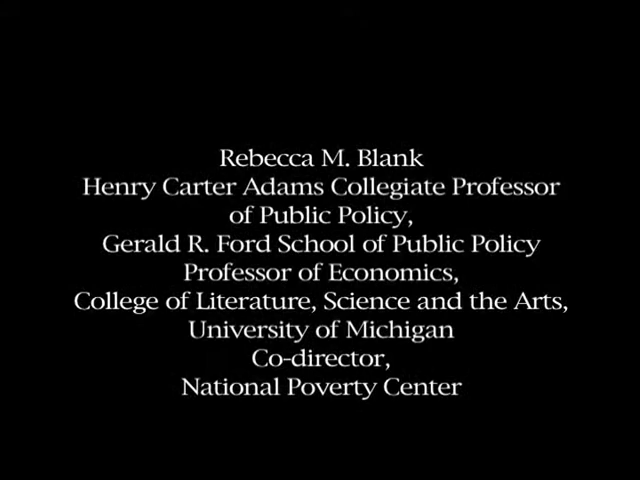 Rebecca M. Blank
Henry Carter Adams Collegiate Professor
of Public Policy,
Gerald R. Ford School of Public Policy
Professor of Economics,
College of Literature, Science and the Arts,
University of Michigan
Co-director,
National Poverty Center